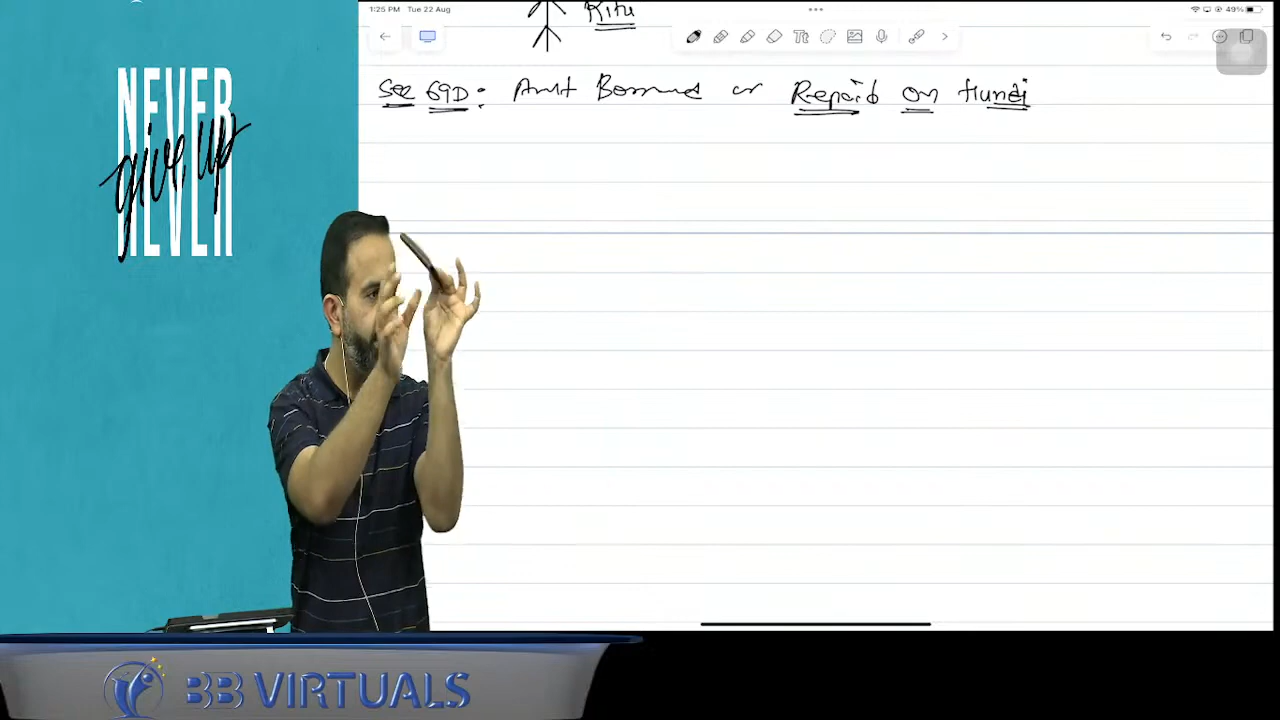 1:25 PM Tue 22 Aug
49%
Ritu
Tt
Sec 69D: Amt Borrowed or Repaid on Hundi
NEVER
give up
NEVER
BB VIRTUALS